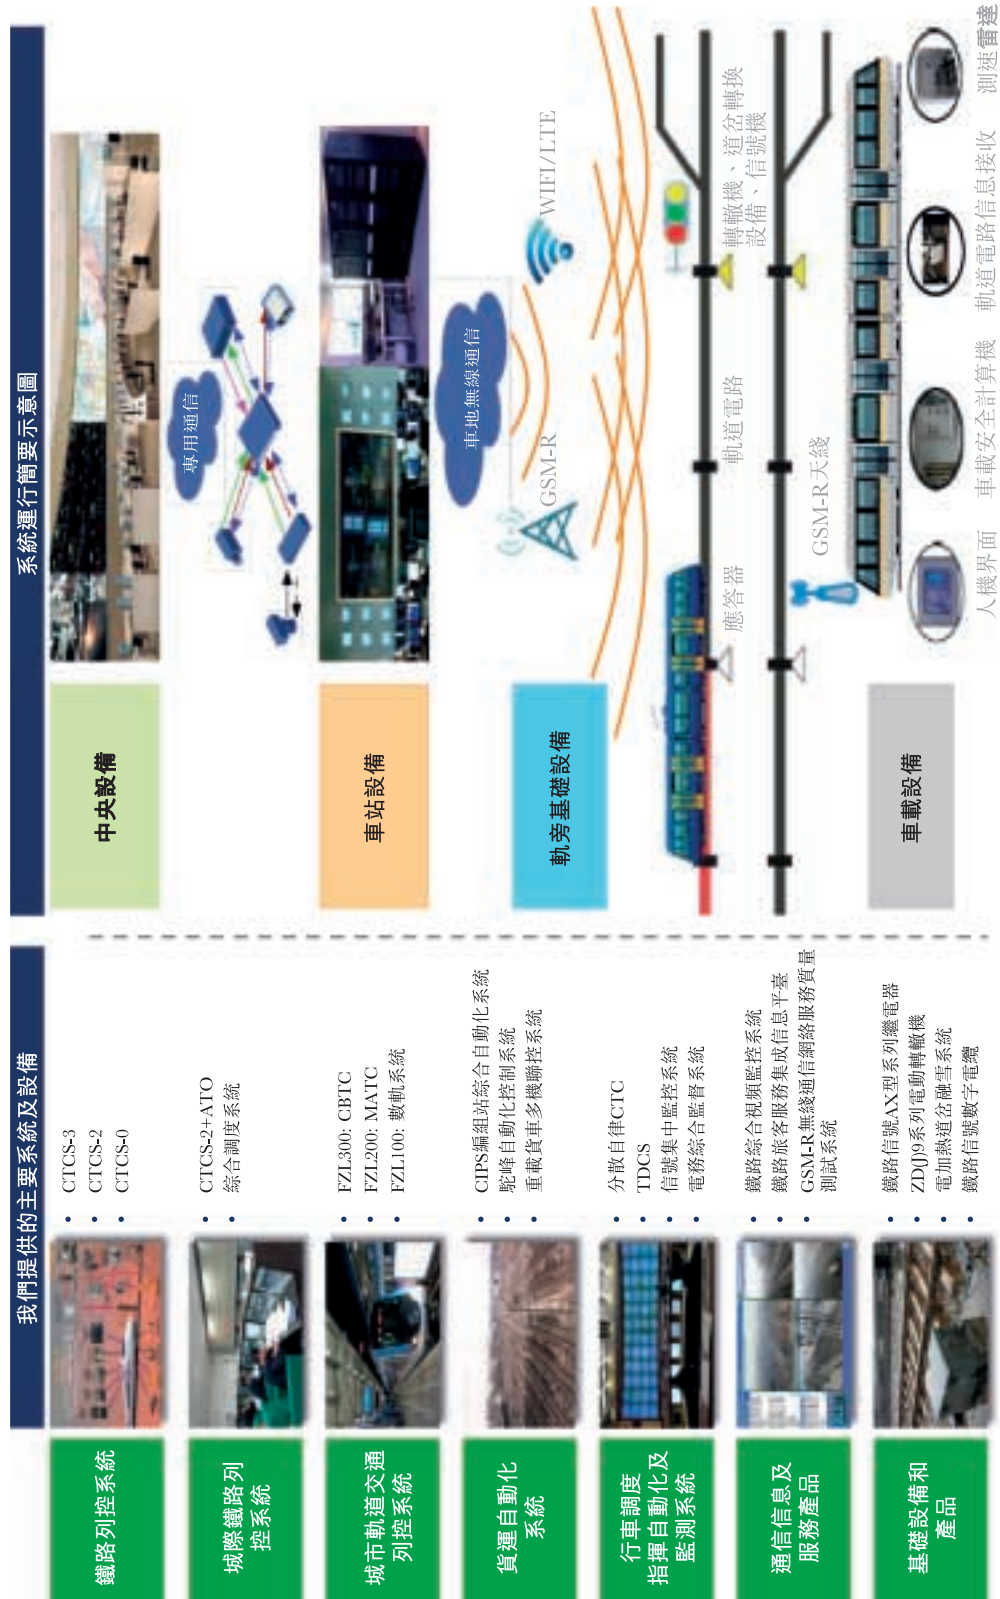 我們提供的主要系統及設備
鐵路列控系統
• CTCS-3
• CTCS-2
• CTCS-0
城際鐵路列
控系統
• CTCS-2+ATO
• 綜合調度系統
城市軌道交通
列控系統
• FZL300: CBTC
• FZL200: MATC
• FZL100: 數軌系統
貨運自動化
系統
• CIPS編組站綜合自動化系統
• 駝峰自動化控制系統
• 重載貨車多機聯控系統
行車調度
指揮自動化及
監測系統
• 分散自律CTC
• TDCS
• 信號集中監控系統
• 電務綜合監督系統
通信信息及
服務產品
• 鐵路綜合視頻監控系統
• 鐵路旅客服務集成信息平臺
• GSM-R無綫通信網絡服務質量
測試系統
基礎設備和
產品
• 鐵路信號AX型系列繼電器
• ZD(J)9系列電動轉轍機
• 電加熱道岔融雪系統
• 鐵路信號數字電纜
系統運行簡要示意圖
中央設備
專用通信
車站設備
車地無線通信
軌旁基礎設備
GSM-R
WIFI/LTE
應答器
軌道電路
轉轍機、道岔轉換
設備、信號機
GSM-R天綫
車載設備
人機界面
車載安全計算機
軌道電路信息接收
測速雷達